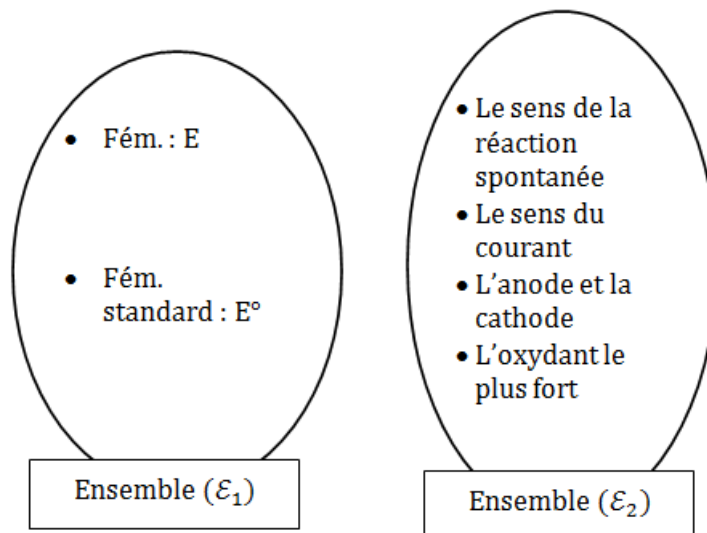 • Fém. : E
• Fém.
standard : E°
Ensemble (ℰ₁)
• Le sens de la
réaction
spontanée
• Le sens du
courant
• L’anode et la
cathode
• L’oxydant le
plus fort
Ensemble (ℰ₂)